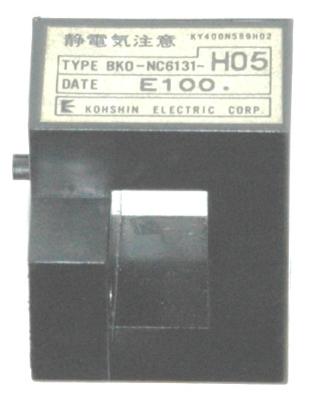 静電気注意 KY400N589H02
TYPE BKO-NC6131- H05
DATE E100.
E KOHSHIN ELECTRIC CORP.